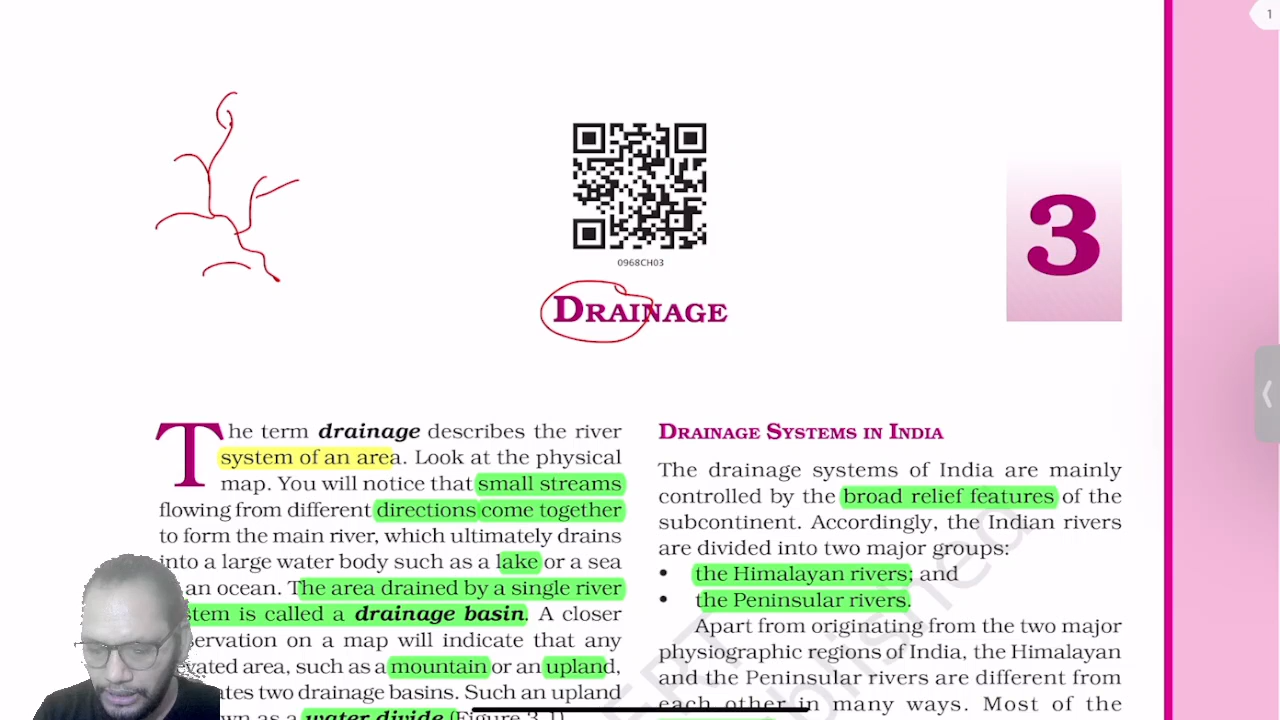 1
0968CH03
3
DRAINAGE
The term drainage describes the river
system of an area. Look at the physical
map. You will notice that small streams
flowing from different directions come together
to form the main river, which ultimately drains
into a large water body such as a lake or a sea
an ocean. The area drained by a single river
is called a drainage basin. A closer
on a map will indicate that any
area, such as a mountain or an upland,
two drainage basins. Such an upland
as a water divide (Figure 3.1)
DRAINAGE SYSTEMS IN INDIA
The drainage systems of India are mainly
controlled by the broad relief features of the
subcontinent. Accordingly, the Indian rivers
are divided into two major groups:
• the Himalayan rivers; and
• the Peninsular rivers.
Apart from originating from the two major
physiographic regions of India, the Himalayan
and the Peninsular rivers are different from
each other in many ways. Most of the